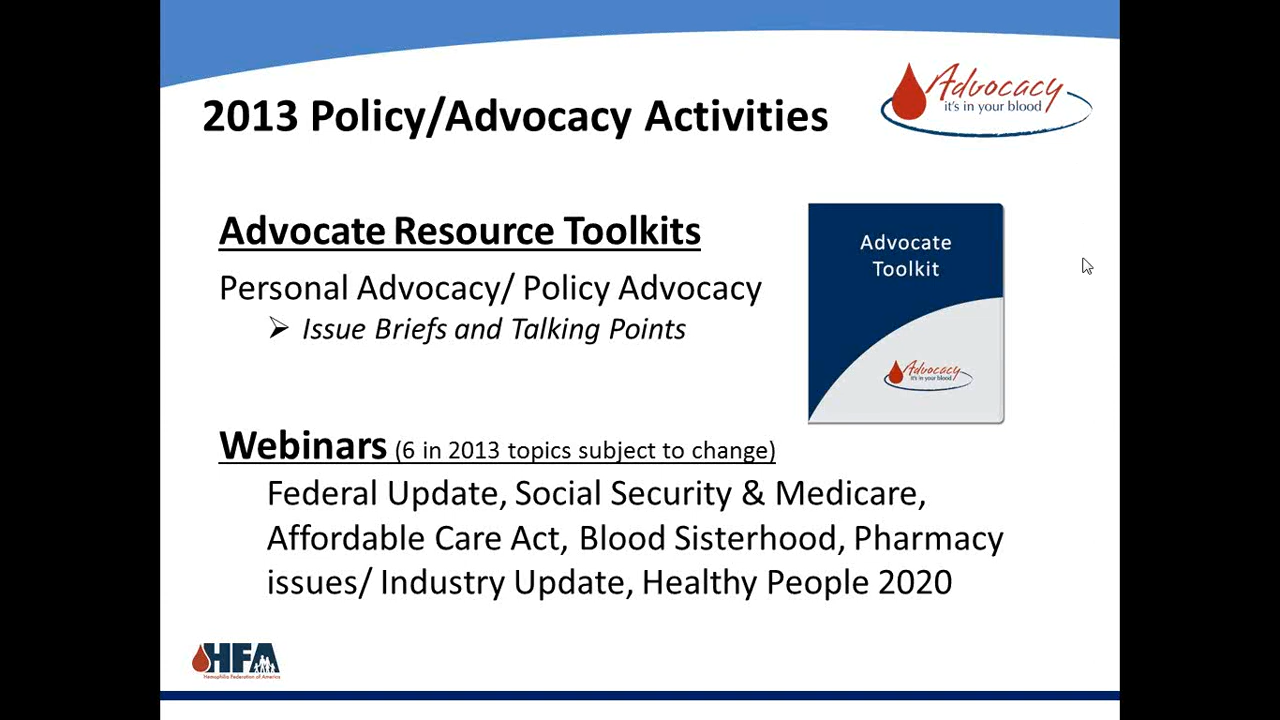 2013 Policy/Advocacy Activities
Advocacy
it's in your blood
Advocate Resource Toolkits
Personal Advocacy/ Policy Advocacy
➢ Issue Briefs and Talking Points
Advocate
Toolkit
Advocacy
it's in your blood
Webinars (6 in 2013 topics subject to change)
Federal Update, Social Security & Medicare,
Affordable Care Act, Blood Sisterhood, Pharmacy
issues/ Industry Update, Healthy People 2020
HFA
Hemophilia Federation of America